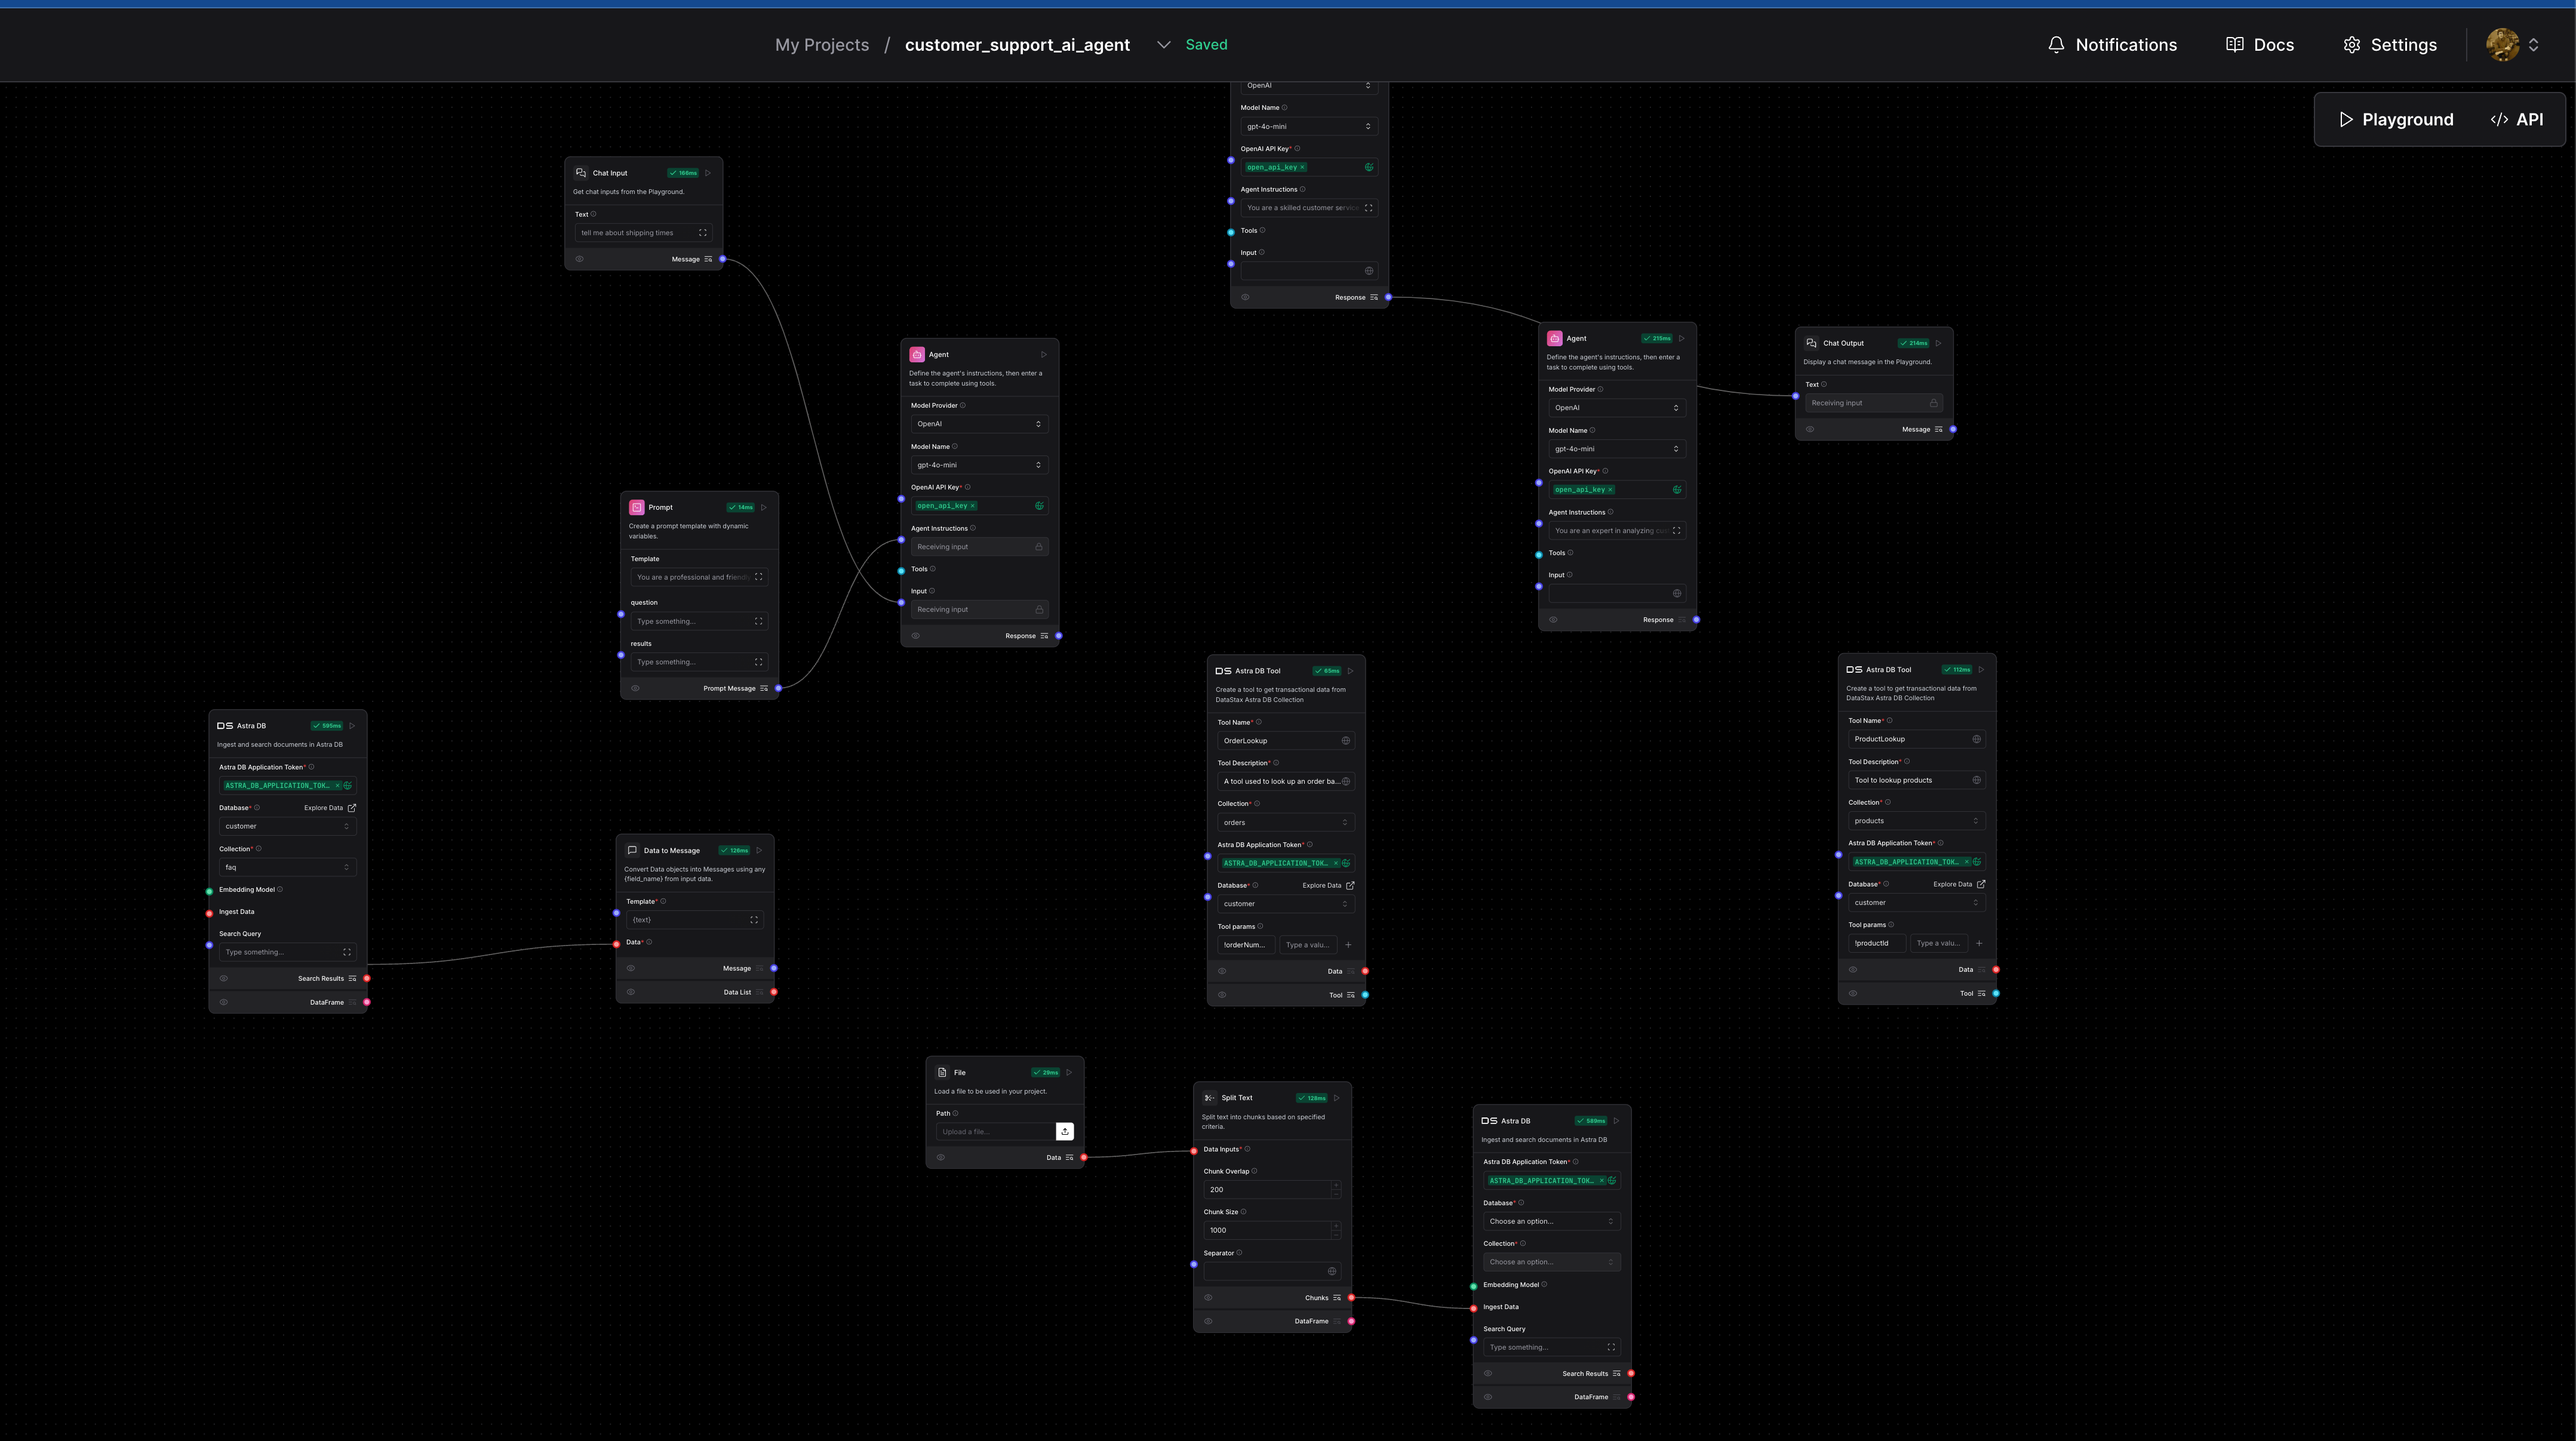 My Projects / customer_support_ai_agent Saved
Notifications Docs Settings
Playground API
OpenAI
Model Name
gpt-4o-mini
OpenAI API Key*
open_api_key ×
Agent Instructions
You are a skilled customer service
Tools
Input
Response
Chat Input 166ms
Get chat inputs from the Playground.
Text
tell me about shipping times
Message
Agent
Define the agent's instructions, then enter a
task to complete using tools.
Model Provider
OpenAI
Model Name
gpt-4o-mini
OpenAI API Key*
open_api_key ×
Agent Instructions
Receiving input
Tools
Input
Receiving input
Response
Agent 215ms
Define the agent's instructions, then enter a
task to complete using tools.
Model Provider
OpenAI
Model Name
gpt-4o-mini
OpenAI API Key*
open_api_key ×
Agent Instructions
You are an expert in analyzing
Tools
Input
Response
Chat Output 214ms
Display a chat message in the Playground.
Text
Receiving input
Message
Prompt 14ms
Create a prompt template with dynamic
variables.
Template
You are a professional and friend
question
Type something...
results
Type something...
Prompt Message
Astra DB 595ms
Ingest and search documents in Astra DB
Astra DB Application Token*
ASTRA_DB_APPLICATION_TOK... ×
Database* Explore Data
customer
Collection*
faq
Embedding Model
Ingest Data
Search Query
Type something...
Search Results
DataFrame
Data to Message 126ms
Convert Data objects into Messages using any
{field_name} from input data.
Template*
{text}
Data*
Message
Data List
Astra DB Tool 65ms
Create a tool to get transactional data from
DataStax Astra DB Collection
Tool Name*
OrderLookup
Tool Description*
A tool used to look up an order ba...
Collection*
orders
Astra DB Application Token*
ASTRA_DB_APPLICATION_TOK... ×
Database* Explore Data
customer
Tool params
!orderNum... Type a valu... +
Data
Tool
Astra DB Tool 112ms
Create a tool to get transactional data from
DataStax Astra DB Collection
Tool Name*
ProductLookup
Tool Description*
Tool to lookup products
Collection*
products
Astra DB Application Token*
ASTRA_DB_APPLICATION_TOK... ×
Database* Explore Data
customer
Tool params
!productId Type a valu... +
Data
Tool
File 29ms
Load a file to be used in your project.
Path
Upload a file...
Data
Split Text 128ms
Split text into chunks based on specified
criteria.
Data Inputs*
Chunk Overlap
200
Chunk Size
1000
Separator
Chunks
DataFrame
Astra DB 589ms
Ingest and search documents in Astra DB
Astra DB Application Token*
ASTRA_DB_APPLICATION_TOK... ×
Database*
Choose an option...
Collection*
Choose an option...
Embedding Model
Ingest Data
Search Query
Type something...
Search Results
DataFrame